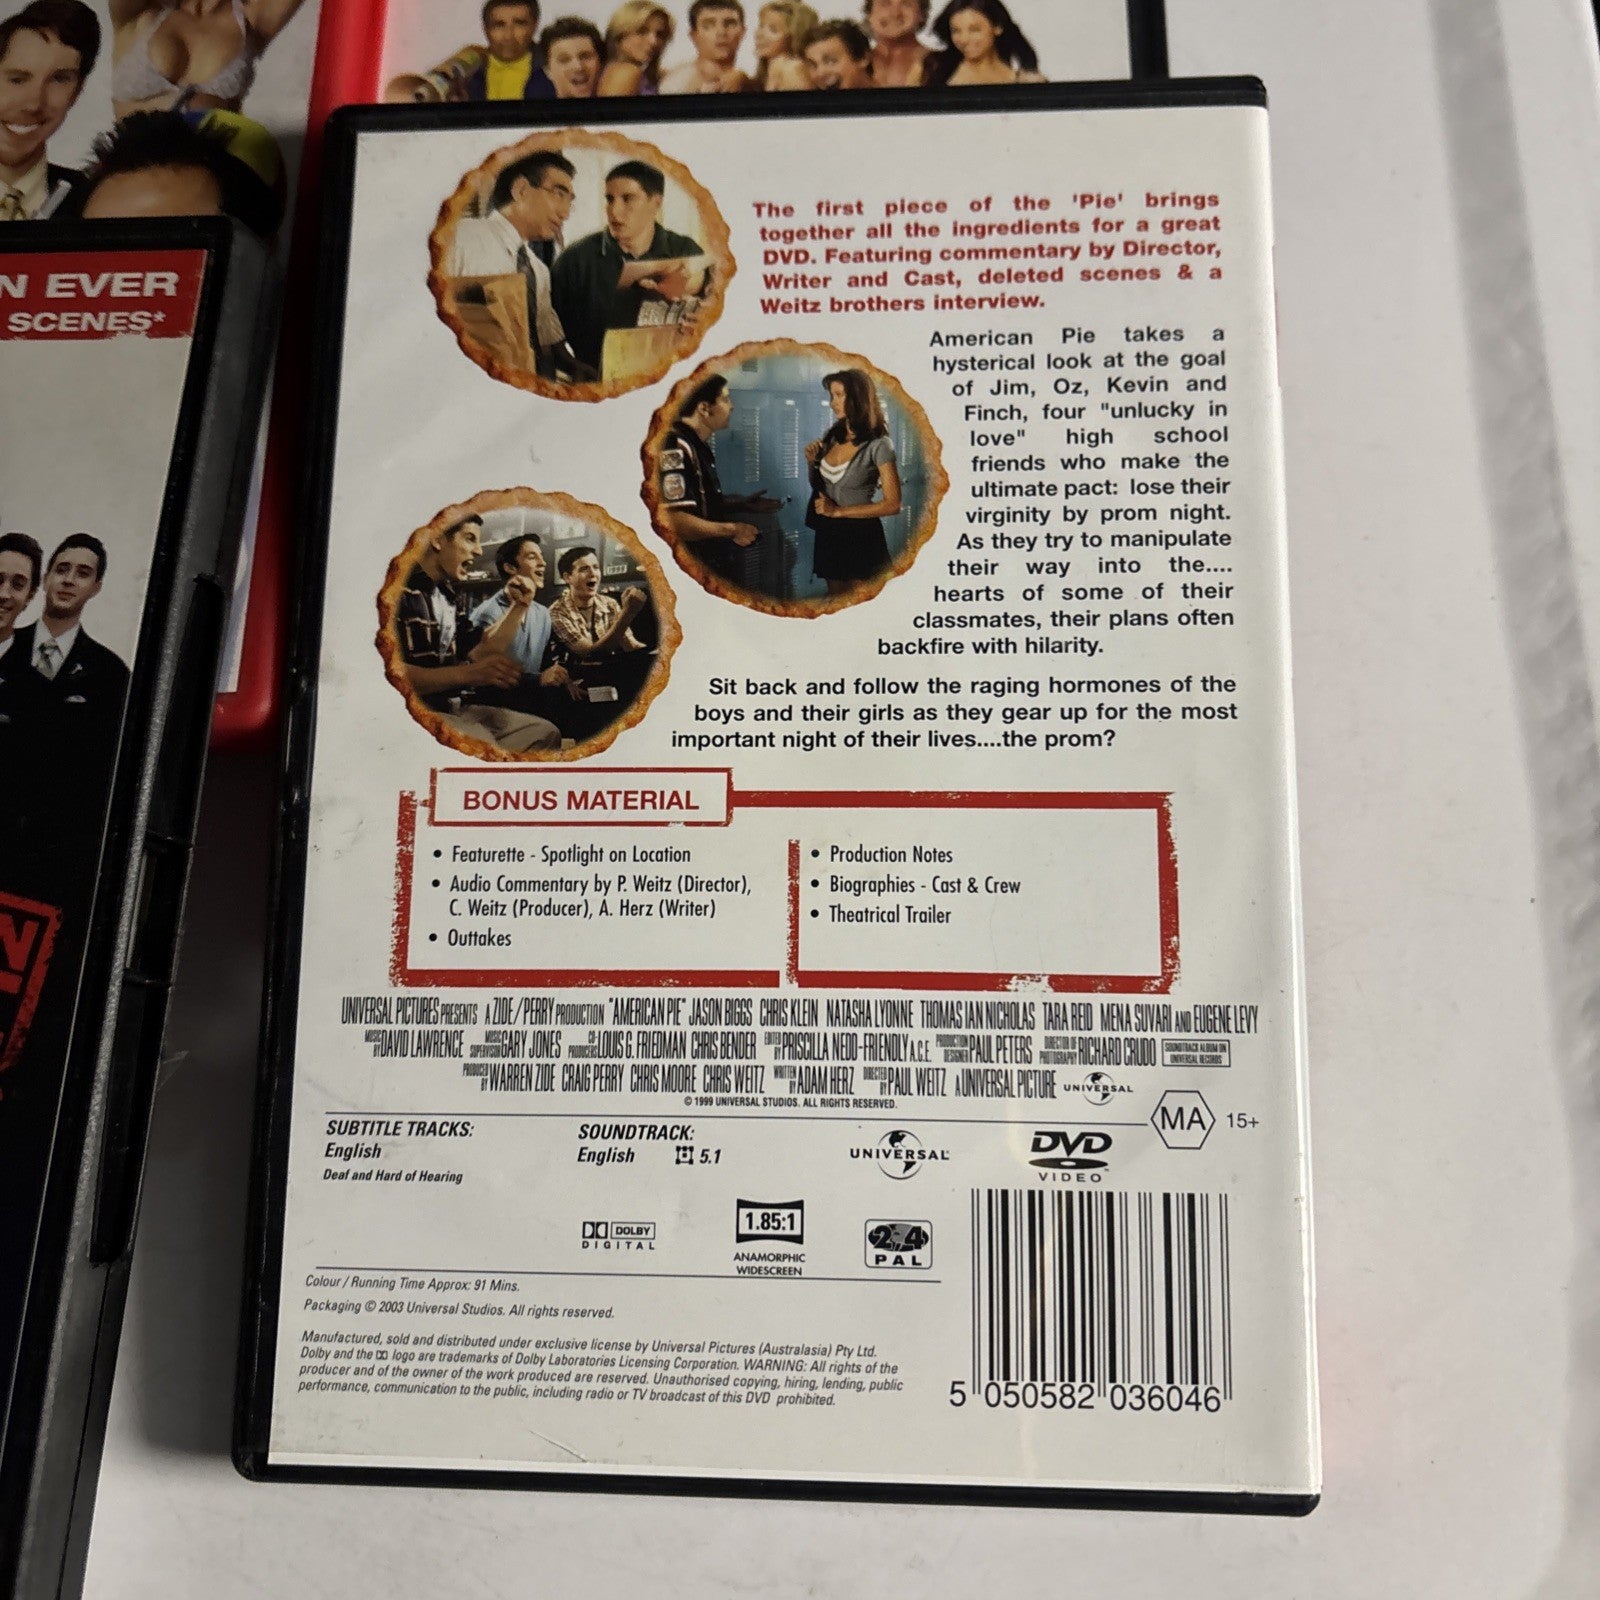 N EVER
SCENES*
The first piece of the 'Pie' brings
together all the ingredients for a great
DVD. Featuring commentary by Director,
Writer and Cast, deleted scenes & a
Weitz brothers interview.
American Pie takes a
hysterical look at the goal
of Jim, Oz, Kevin and
Finch, four "unlucky in
love" high school
friends who make the
ultimate pact: lose their
virginity by prom night.
As they try to manipulate
their way into the....
hearts of some of their
classmates, their plans often
backfire with hilarity.
Sit back and follow the raging hormones of the
boys and their girls as they gear up for the most
important night of their lives....the prom?
BONUS MATERIAL
• Featurette - Spotlight on Location
• Audio Commentary by P. Weitz (Director),
C. Weitz (Producer), A. Herz (Writer)
• Outtakes
• Production Notes
• Biographies - Cast & Crew
• Theatrical Trailer
UNIVERSAL PICTURES PRESENTS A ZIDE/PERRY PRODUCTION "AMERICAN PIE" JASON BIGGS CHRIS KLEIN NATASHA LYONNE THOMAS IAN NICHOLAS TARA REID MENA SUVARI AND EUGENE LEVY
MUSIC BY DAVID LAWRENCE MUSIC SUPERVISION GARY JONES CO-PRODUCERS LOUIS G. FRIEDMAN CHRIS BENDER EDITED BY PRISCILLA NEDD-FRIENDLY A.C.E. PRODUCTION DESIGNER PAUL PETERS DIRECTOR OF PHOTOGRAPHY RICHARD CRUDO SOUNDTRACK ALBUM ON UNIVERSAL RECORDS
PRODUCED BY WARREN ZIDE CRAIG PERRY CHRIS MOORE CHRIS WEITZ WRITTEN BY ADAM HERZ DIRECTED BY PAUL WEITZ A UNIVERSAL PICTURE UNIVERSAL
© 1999 UNIVERSAL STUDIOS. ALL RIGHTS RESERVED.
MA 15+
SUBTITLE TRACKS:
English
Deaf and Hard of Hearing
SOUNDTRACK:
English 5.1
UNIVERSAL
DVD
VIDEO
DOLBY
DIGITAL
1.85:1
ANAMORPHIC
WIDESCREEN
2 4
PAL
Colour / Running Time Approx: 91 Mins.
Packaging © 2003 Universal Studios. All rights reserved.
Manufactured, sold and distributed under exclusive license by Universal Pictures (Australasia) Pty Ltd.
Dolby and the logo are trademarks of Dolby Laboratories Licensing Corporation. WARNING: All rights of the
producer and of the owner of the work produced are reserved. Unauthorised copying, hiring, lending, public
performance, communication to the public, including radio or TV broadcast of this DVD prohibited.
5 050582 036046